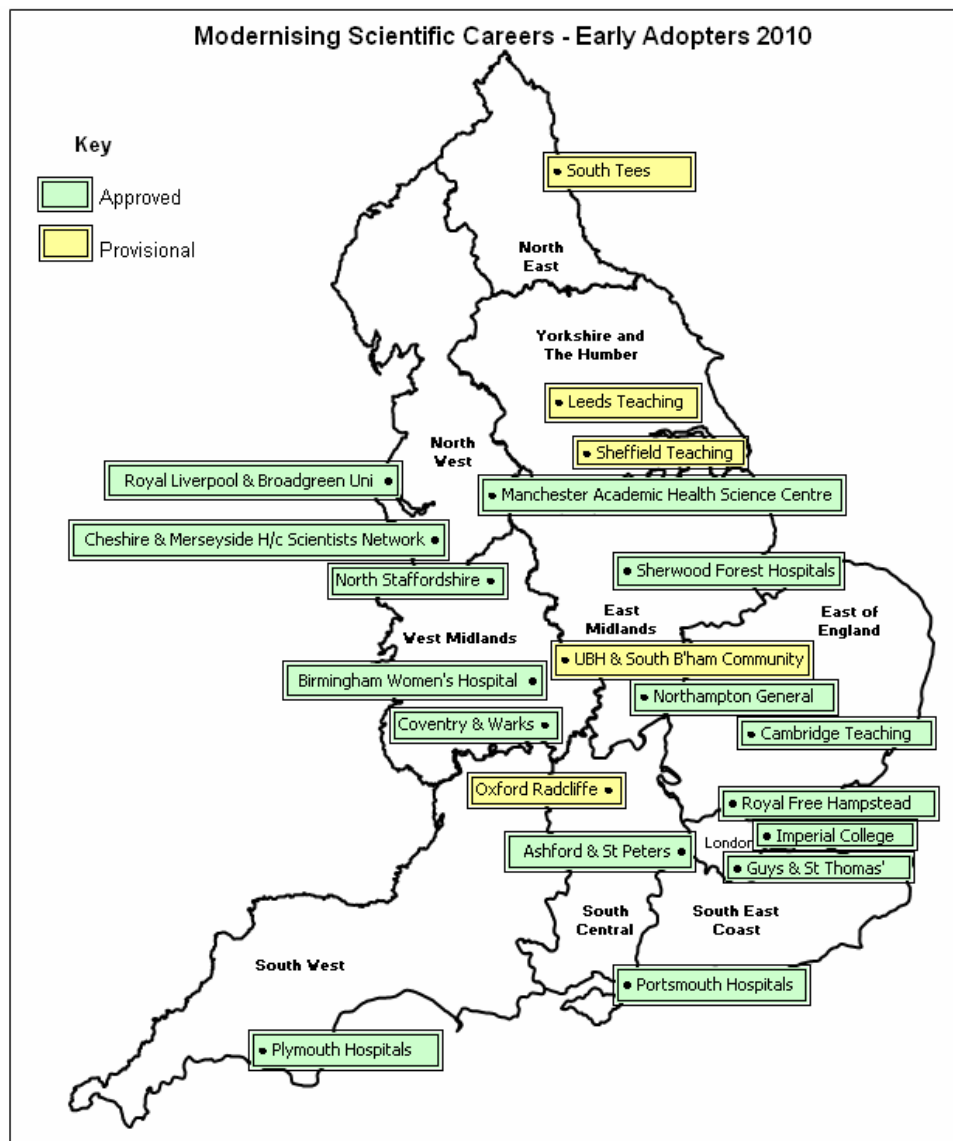 Modernising Scientific Careers - Early Adopters 2010
Key
Approved
Provisional
South Tees
North
East
Yorkshire and
The Humber
Leeds Teaching
North
West
Sheffield Teaching
Royal Liverpool & Broadgreen Uni
Manchester Academic Health Science Centre
Cheshire & Merseyside H/c Scientists Network
North Staffordshire
Sherwood Forest Hospitals
East
Midlands
East of
England
West Midlands
UBH & South B'ham Community
Birmingham Women's Hospital
Northampton General
Coventry & Warks
Cambridge Teaching
Oxford Radcliffe
Royal Free Hampstead
London
Imperial College
Ashford & St Peters
Guys & St Thomas'
South
Central
South East
Coast
South West
Portsmouth Hospitals
Plymouth Hospitals